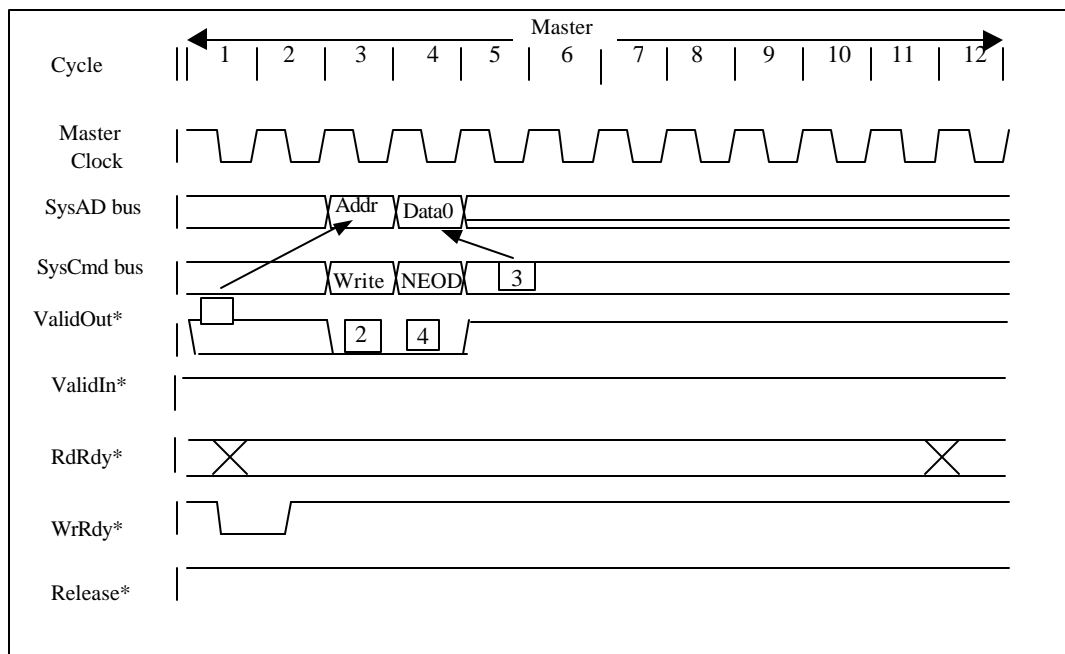 Master
Cycle 1 2 3 4 5 6 7 8 9 10 11 12
Master
Clock
SysAD bus Addr Data0
SysCmd bus Write NEOD 3
ValidOut* 2 4
ValidIn*
RdRdy*
WrRdy*
Release*